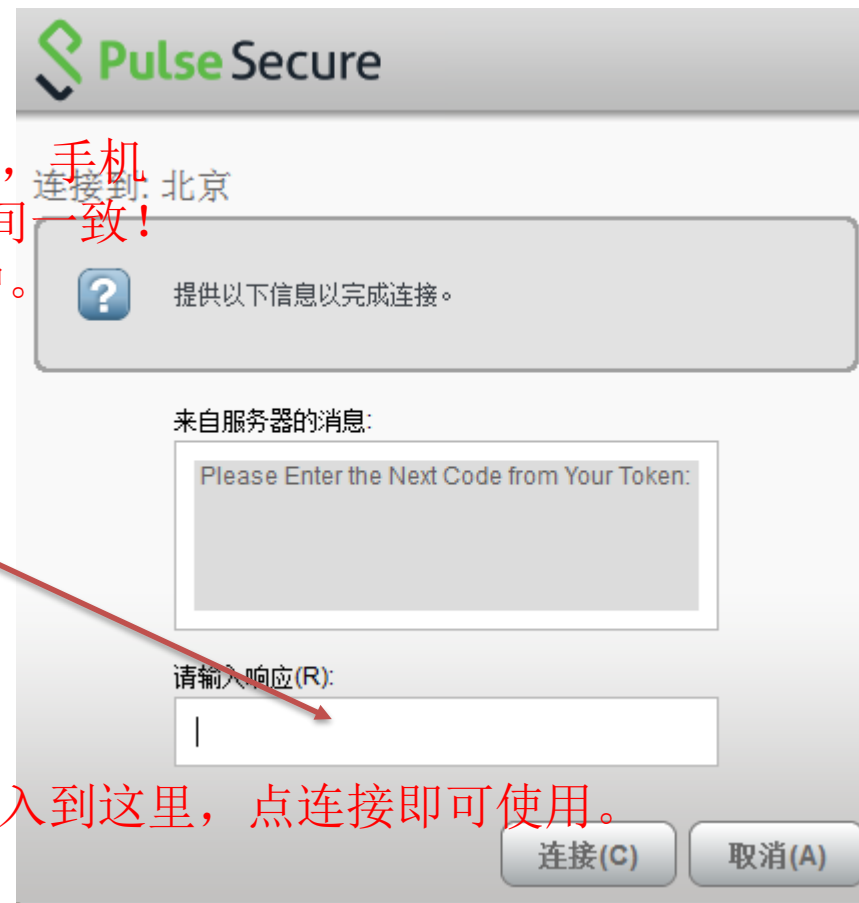 Pulse Secure
，手机
连接到: 北京
间一致！
。
提供以下信息以完成连接。
来自服务器的消息:
Please Enter the Next Code from Your Token:
请输入响应(R):
入到这里，点连接即可使用。
连接(C)
取消(A)